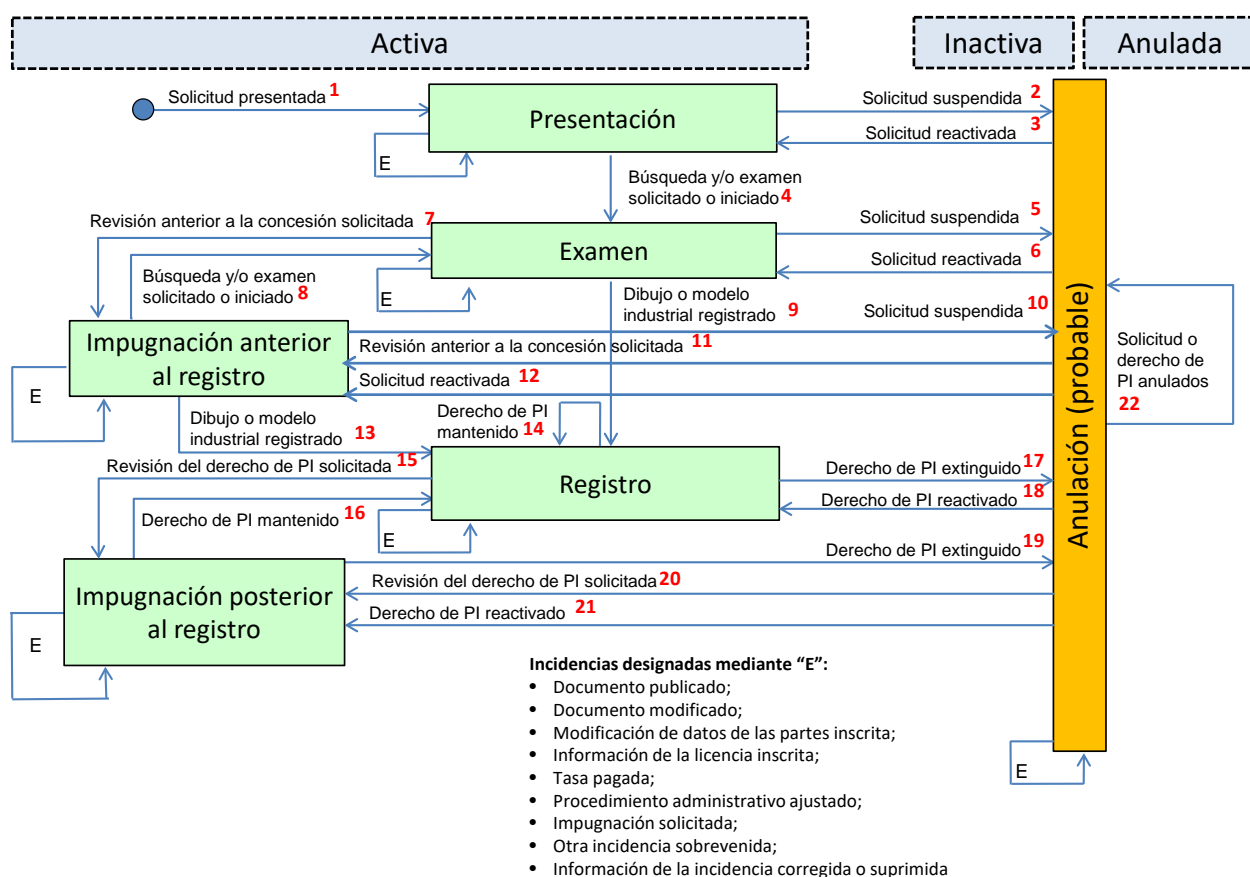 Activa
Inactiva
Anulada
Solicitud presentada 1
Presentación
Solicitud suspendida 2
Solicitud reactivada 3
E
Búsqueda y/o examen
solicitado o iniciado 4
Revisión anterior a la concesión solicitada 7
Examen
Solicitud suspendida 5
Solicitud reactivada 6
Búsqueda y/o examen
solicitado o iniciado 8
E
Dibujo o modelo
industrial registrado 9
Solicitud suspendida 10
Impugnación anterior
al registro
Revisión anterior a la concesión solicitada 11
Solicitud reactivada 12
E
Solicitud o
derecho de
PI anulados
22
Anulación (probable)
Dibujo o modelo
industrial registrado 13
Derecho de PI
mantenido 14
Revisión del derecho de PI solicitada 15
Registro
Derecho de PI extinguido 17
Derecho de PI reactivado 18
Derecho de PI mantenido 16
E
Derecho de PI extinguido 19
Impugnación posterior
al registro
Revisión del derecho de PI solicitada 20
Derecho de PI reactivado 21
E
E
Incidencias designadas mediante “E”:
• Documento publicado;
• Documento modificado;
• Modificación de datos de las partes inscrita;
• Información de la licencia inscrita;
• Tasa pagada;
• Procedimiento administrativo ajustado;
• Impugnación solicitada;
• Otra incidencia sobrevenida;
• Información de la incidencia corregida o suprimida